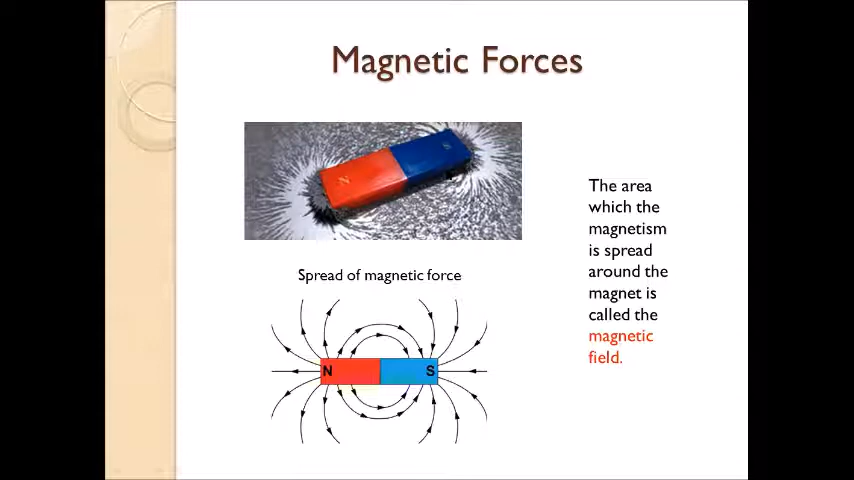 Magnetic Forces
N
S
Spread of magnetic force
N
S
The area
which the
magnetism
is spread
around the
magnet is
called the
magnetic
field.